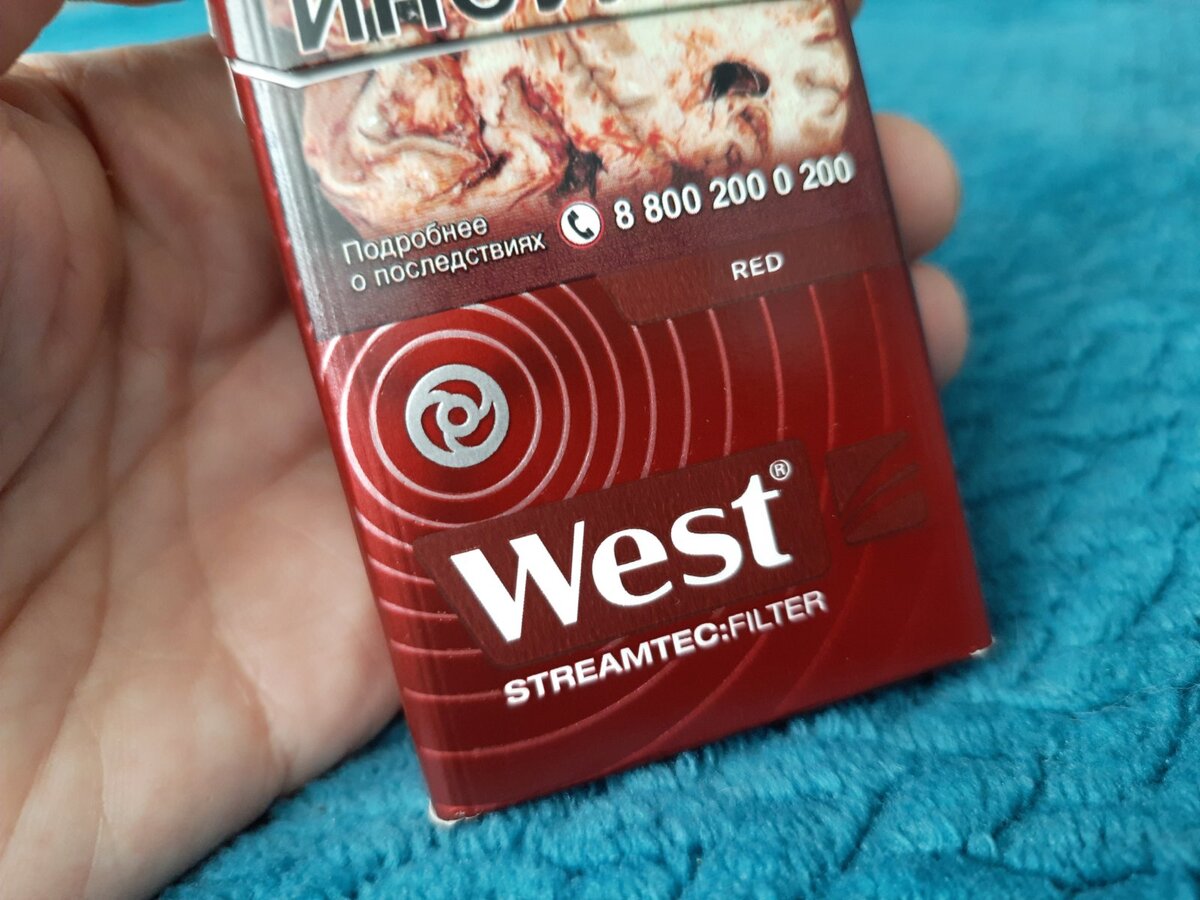 Подробнее
о последствиях
8 800 200 0 200
RED
West®
STREAMTEC:FILTER